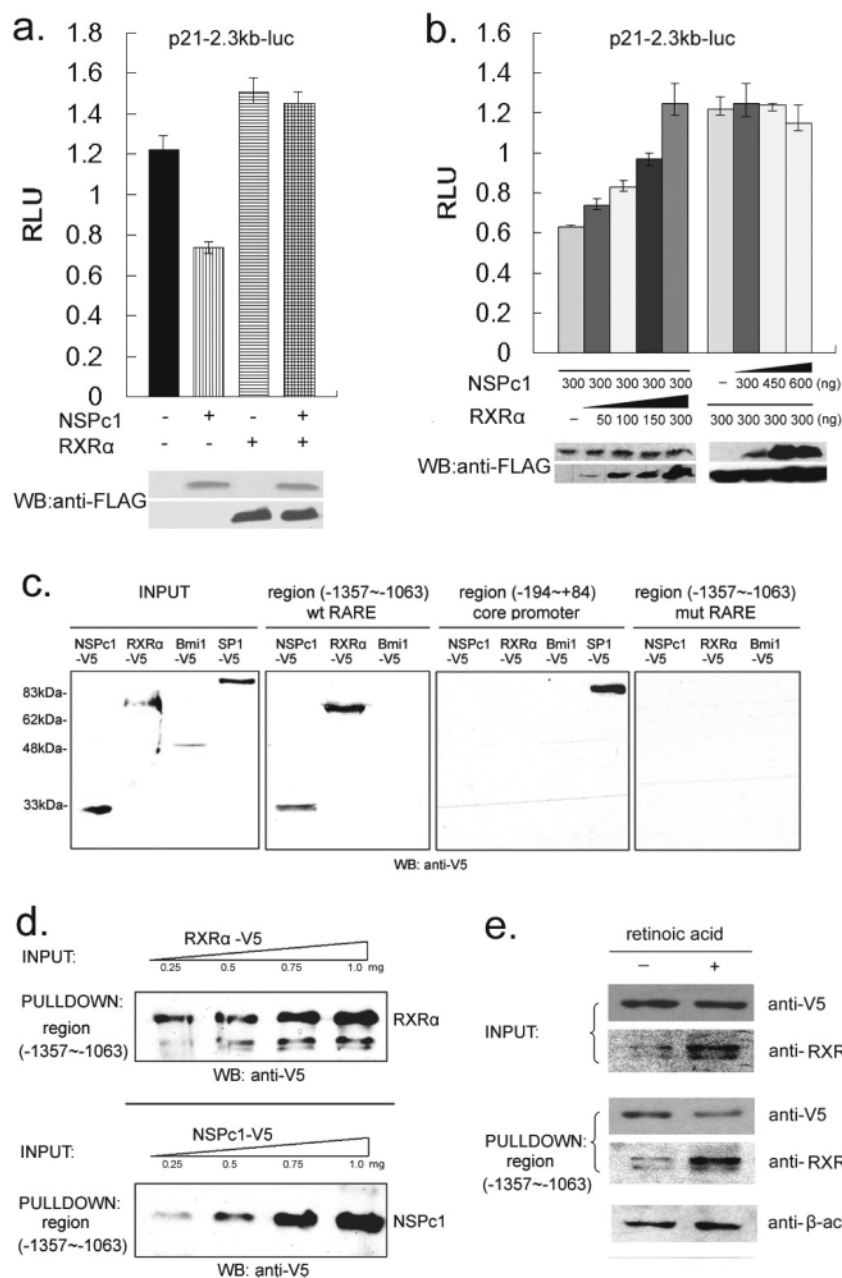 a.
p21-2.3kb-luc
RLU
1.8
1.6
1.4
1.2
1
0.8
0.6
0.4
0.2
0
NSPc1 - + - +
RXRα - - + +
WB:anti-FLAG
b.
p21-2.3kb-luc
RLU
1.6
1.4
1.2
1
0.8
0.6
0.4
0.2
0
NSPc1 300 300 300 300 300 – 300 450 600 (ng)
RXRα – 50 100 150 300 300 300 300 300 (ng)
WB:anti-FLAG
c.
INPUT
NSPc1 RXRα Bmi1 SP1
-V5 -V5 -V5 -V5
83kDa-
62kDa-
48kDa-
33kDa-
region (-1357~-1063)
wt RARE
NSPc1 RXRα Bmi1
-V5 -V5 -V5
region (-194~+84)
core promoter
NSPc1 RXRα Bmi1 SP1
-V5 -V5 -V5 -V5
region (-1357~-1063)
mut RARE
NSPc1 RXRα Bmi1
-V5 -V5 -V5
WB: anti-V5
d.
RXRα -V5
INPUT:
0.25 0.5 0.75 1.0 mg
PULLDOWN:
region
(-1357~-1063)
RXRα
WB: anti-V5
NSPc1-V5
INPUT:
0.25 0.5 0.75 1.0 mg
PULLDOWN:
region
(-1357~-1063)
NSPc1
WB: anti-V5
e.
retinoic acid
– +
INPUT:
anti-V5
anti-RXR
PULLDOWN:
region
(-1357~-1063)
anti-V5
anti-RXR
anti-β-ac